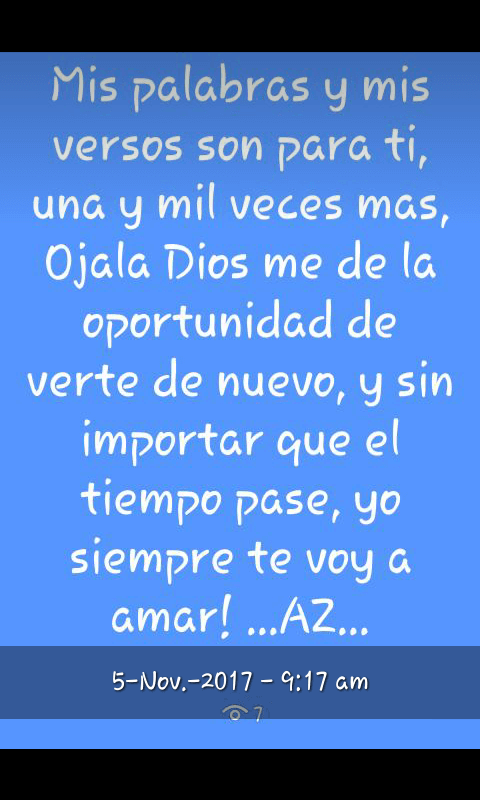 Mis palabras y mis
versos son para ti,
una y mil veces mas,
Ojala Dios me de la
oportunidad de
verte de nuevo, y sin
importar que el
tiempo pase, yo
siempre te voy a
amar! ...AZ...
5-Nov.-2017 - 9:17 am
7